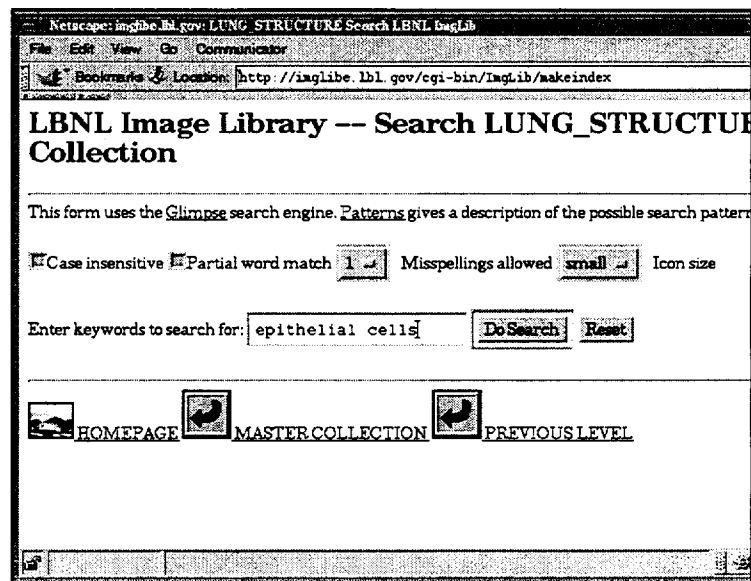 Netscape: imglibe.lbl.gov: LUNG_STRUCTURE Search LBNL ImgLib
File Edit View Go Communicator
Bookmarks Location: http://imglibe.lbl.gov/cgi-bin/ImgLib/makeindex
LBNL Image Library -- Search LUNG_STRUCTUR
Collection
This form uses the Glimpse search engine. Patterns gives a description of the possible search pattern
Case insensitive Partial word match 1 Misspellings allowed small Icon size
Enter keywords to search for: epithelial cells Do Search Reset
HOMEPAGE MASTER COLLECTION PREVIOUS LEVEL